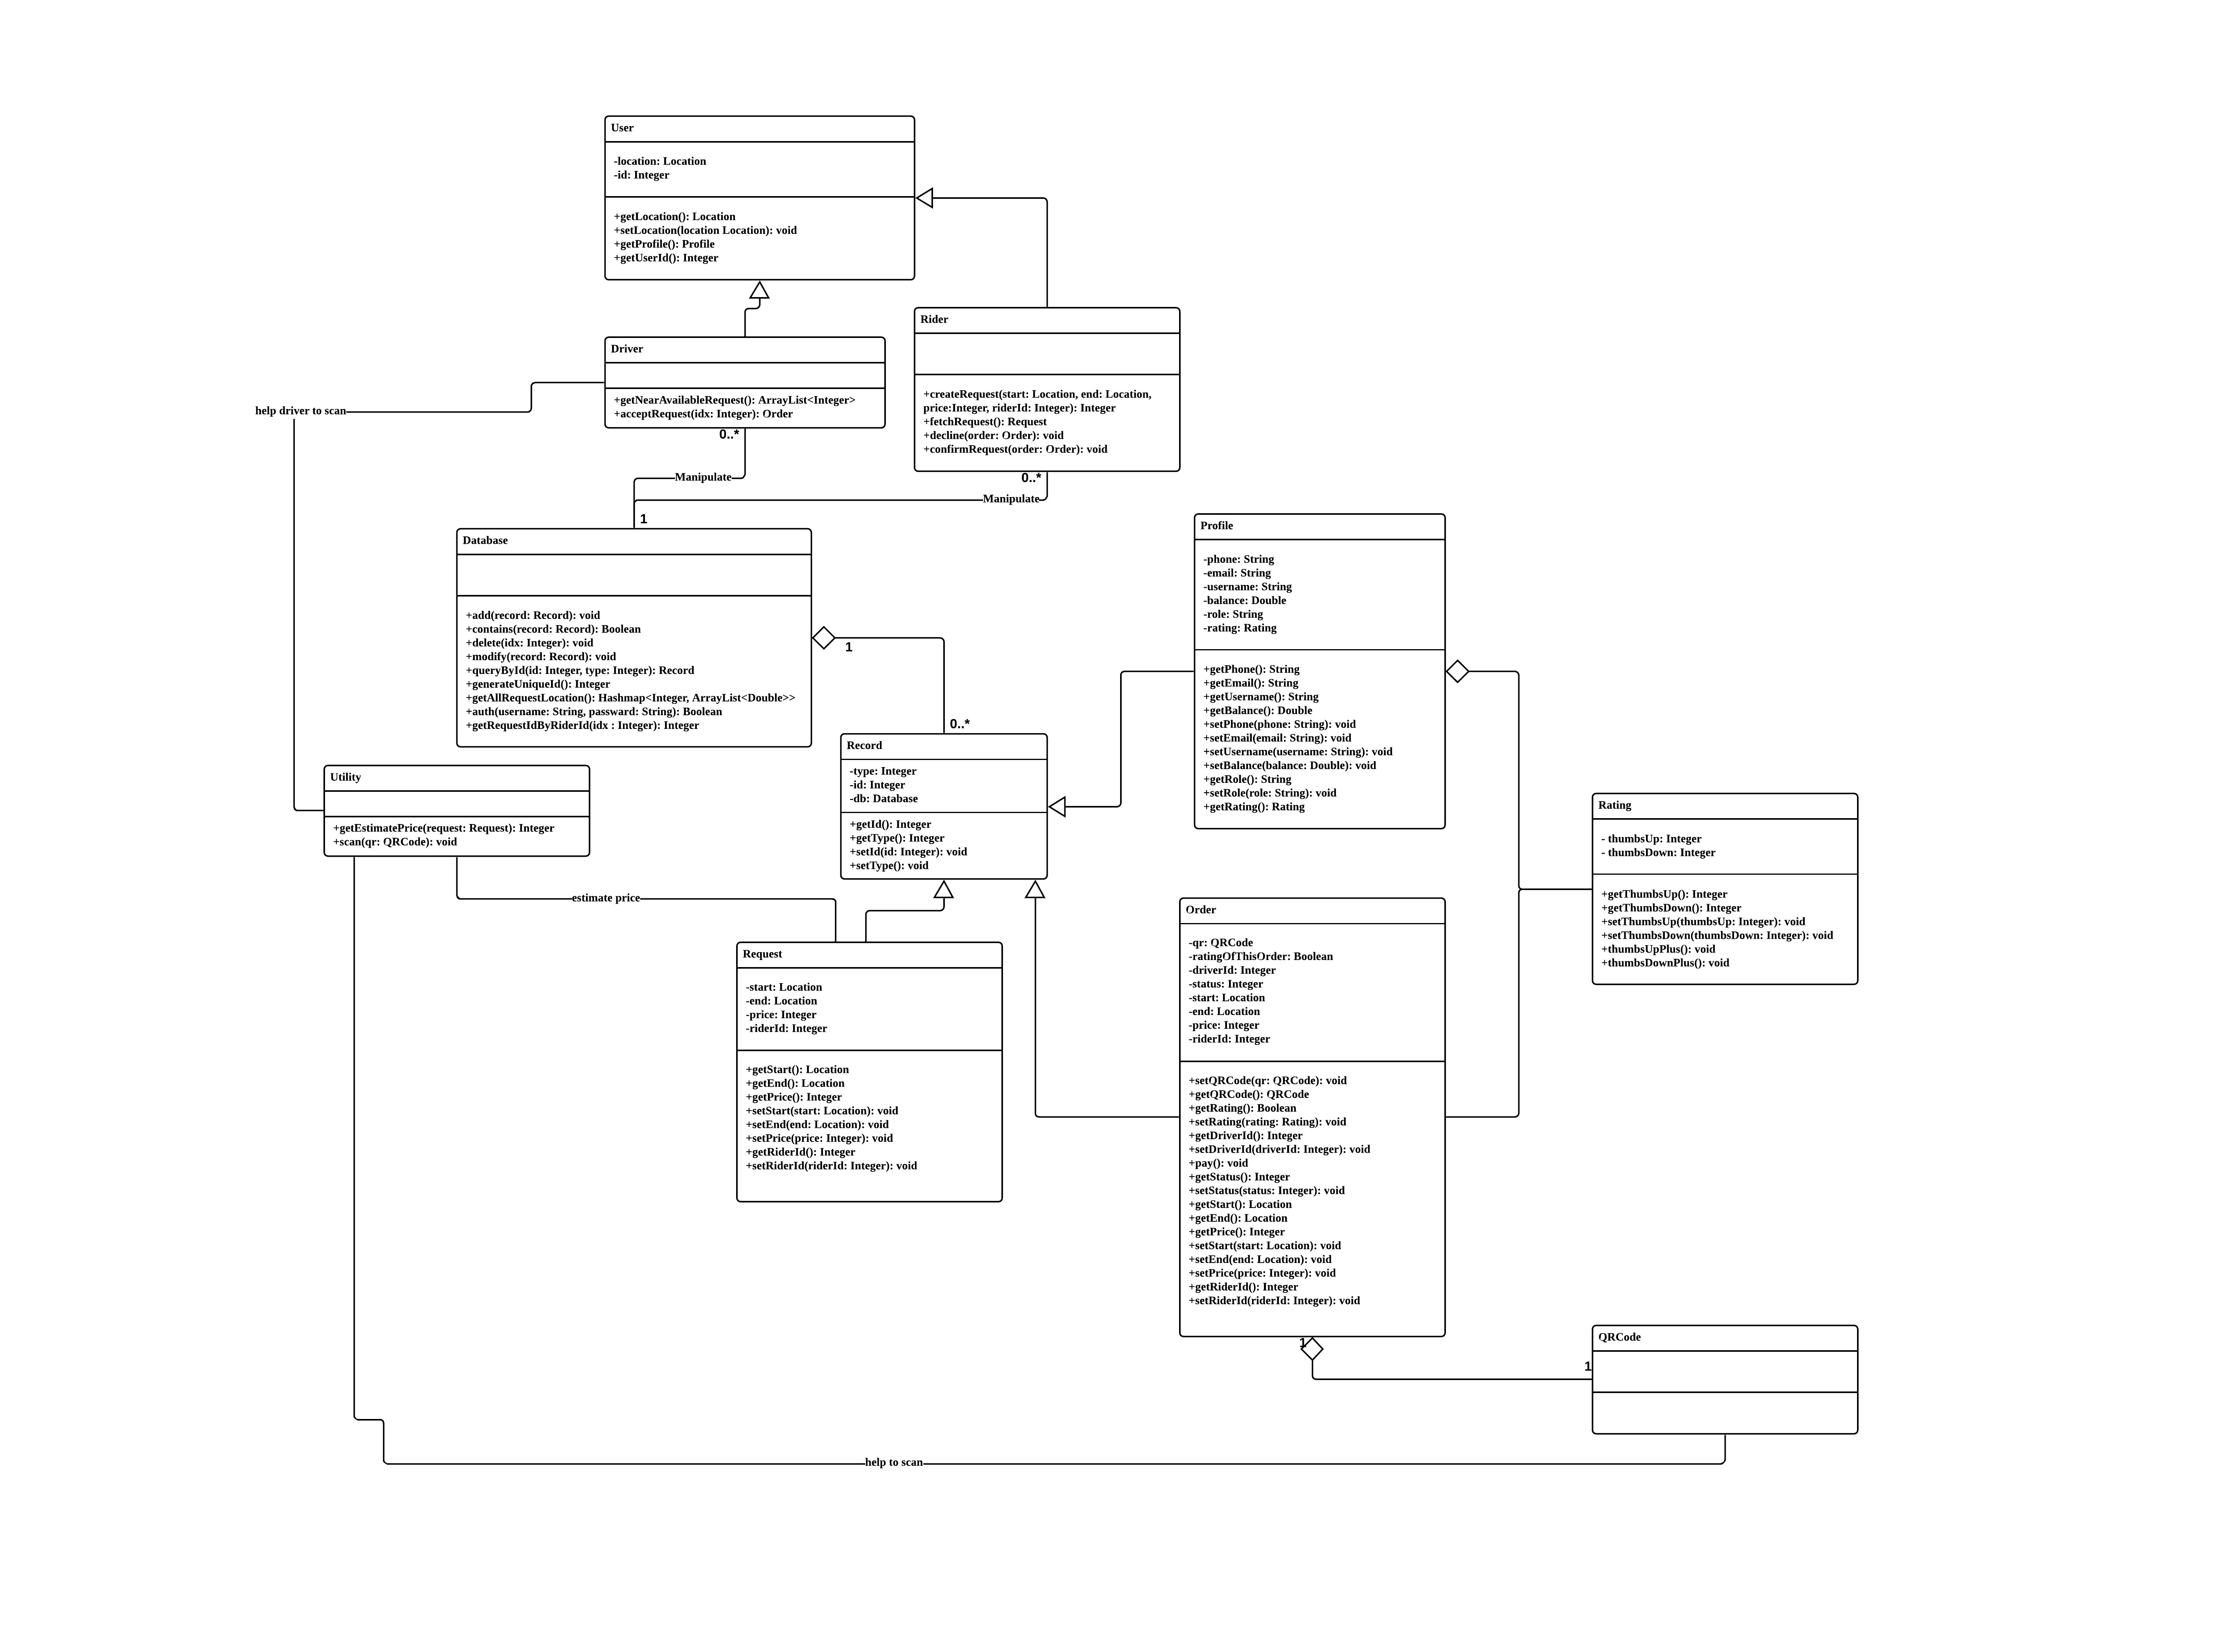 User
-location: Location
-id: Integer
+getLocation(): Location
+setLocation(location Location): void
+getProfile(): Profile
+getUserId(): Integer
Rider
+createRequest(start: Location, end: Location,
price:Integer, riderId: Integer): Integer
+fetchRequest(): Request
+decline(order: Order): void
+confirmRequest(order: Order): void
0..*
Manipulate
Driver
+getNearAvailableRequest(): ArrayList<Integer>
+acceptRequest(idx: Integer): Order
0..*
Manipulate
1
help driver to scan
Database
+add(record: Record): void
+contains(record: Record): Boolean
+delete(idx: Integer): void
+modify(record: Record): void
+queryById(id: Integer, type: Integer): Record
+generateUniqueId(): Integer
+getAllRequestLocation(): Hashmap<Integer, ArrayList<Double>>
+auth(username: String, passward: String): Boolean
+getRequestIdByRiderId(idx : Integer): Integer
1
0..*
Profile
-phone: String
-email: String
-username: String
-balance: Double
-role: String
-rating: Rating
+getPhone(): String
+getEmail(): String
+getUsername(): String
+getBalance(): Double
+setPhone(phone: String): void
+setEmail(email: String): void
+setUsername(username: String): void
+setBalance(balance: Double): void
+getRole(): String
+setRole(role: String): void
+getRating(): Rating
Record
-type: Integer
-id: Integer
-db: Database
+getId(): Integer
+getType(): Integer
+setId(id: Integer): void
+setType(): void
Utility
+getEstimatePrice(request: Request): Integer
+scan(qr: QRCode): void
estimate price
Rating
- thumbsUp: Integer
- thumbsDown: Integer
+getThumbsUp(): Integer
+getThumbsDown(): Integer
+setThumbsUp(thumbsUp: Integer): void
+setThumbsDown(thumbsDown: Integer): void
+thumbsUpPlus(): void
+thumbsDownPlus(): void
Request
-start: Location
-end: Location
-price: Integer
-riderId: Integer
+getStart(): Location
+getEnd(): Location
+getPrice(): Integer
+setStart(start: Location): void
+setEnd(end: Location): void
+setPrice(price: Integer): void
+getRiderId(): Integer
+setRiderId(riderId: Integer): void
Order
-qr: QRCode
-ratingOfThisOrder: Boolean
-driverId: Integer
-status: Integer
-start: Location
-end: Location
-price: Integer
-riderId: Integer
+setQRCode(qr: QRCode): void
+getQRCode(): QRCode
+getRating(): Boolean
+setRating(rating: Rating): void
+getDriverId(): Integer
+setDriverId(driverId: Integer): void
+pay(): void
+getStatus(): Integer
+setStatus(status: Integer): void
+getStart(): Location
+getEnd(): Location
+getPrice(): Integer
+setStart(start: Location): void
+setEnd(end: Location): void
+setPrice(price: Integer): void
+getRiderId(): Integer
+setRiderId(riderId: Integer): void
1
1
QRCode
help to scan